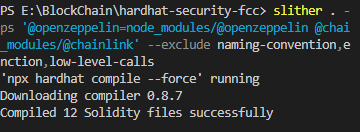 PS E:\BlockChain\hardhat-security-fcc> slither . -
ps '@openzeppelin=node_modules/@openzeppelin @chai
_modules/@chainlink' --exclude naming-convention,e
nction,low-level-calls
'npx hardhat compile --force' running
Downloading compiler 0.8.7
Compiled 12 Solidity files successfully